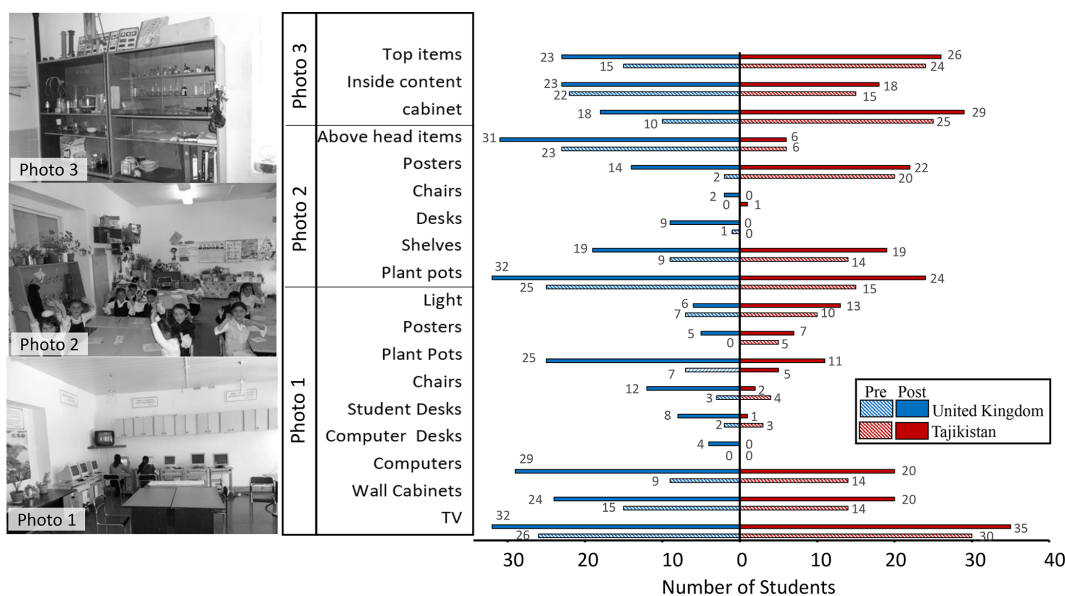 Photo 3
Photo 2
Photo 1
Photo 3
Top items
23
26
15
24
Inside content
23
18
22
15
cabinet
18
29
10
25
Photo 2
Above head items
31
6
23
6
Posters
14
22
2
20
Chairs
2
0
0
1
Desks
9
0
1
0
Shelves
19
19
9
14
Plant pots
32
24
25
15
Photo 1
Light
6
13
7
10
Posters
5
7
0
5
Plant Pots
25
11
7
5
Chairs
12
2
3
4
Student Desks
8
1
2
3
Computer Desks
4
0
0
0
Computers
29
20
9
14
Wall Cabinets
24
20
15
14
TV
32
35
26
30
Pre Post
United Kingdom
Tajikistan
30 20 10 0 10 20 30 40
Number of Students